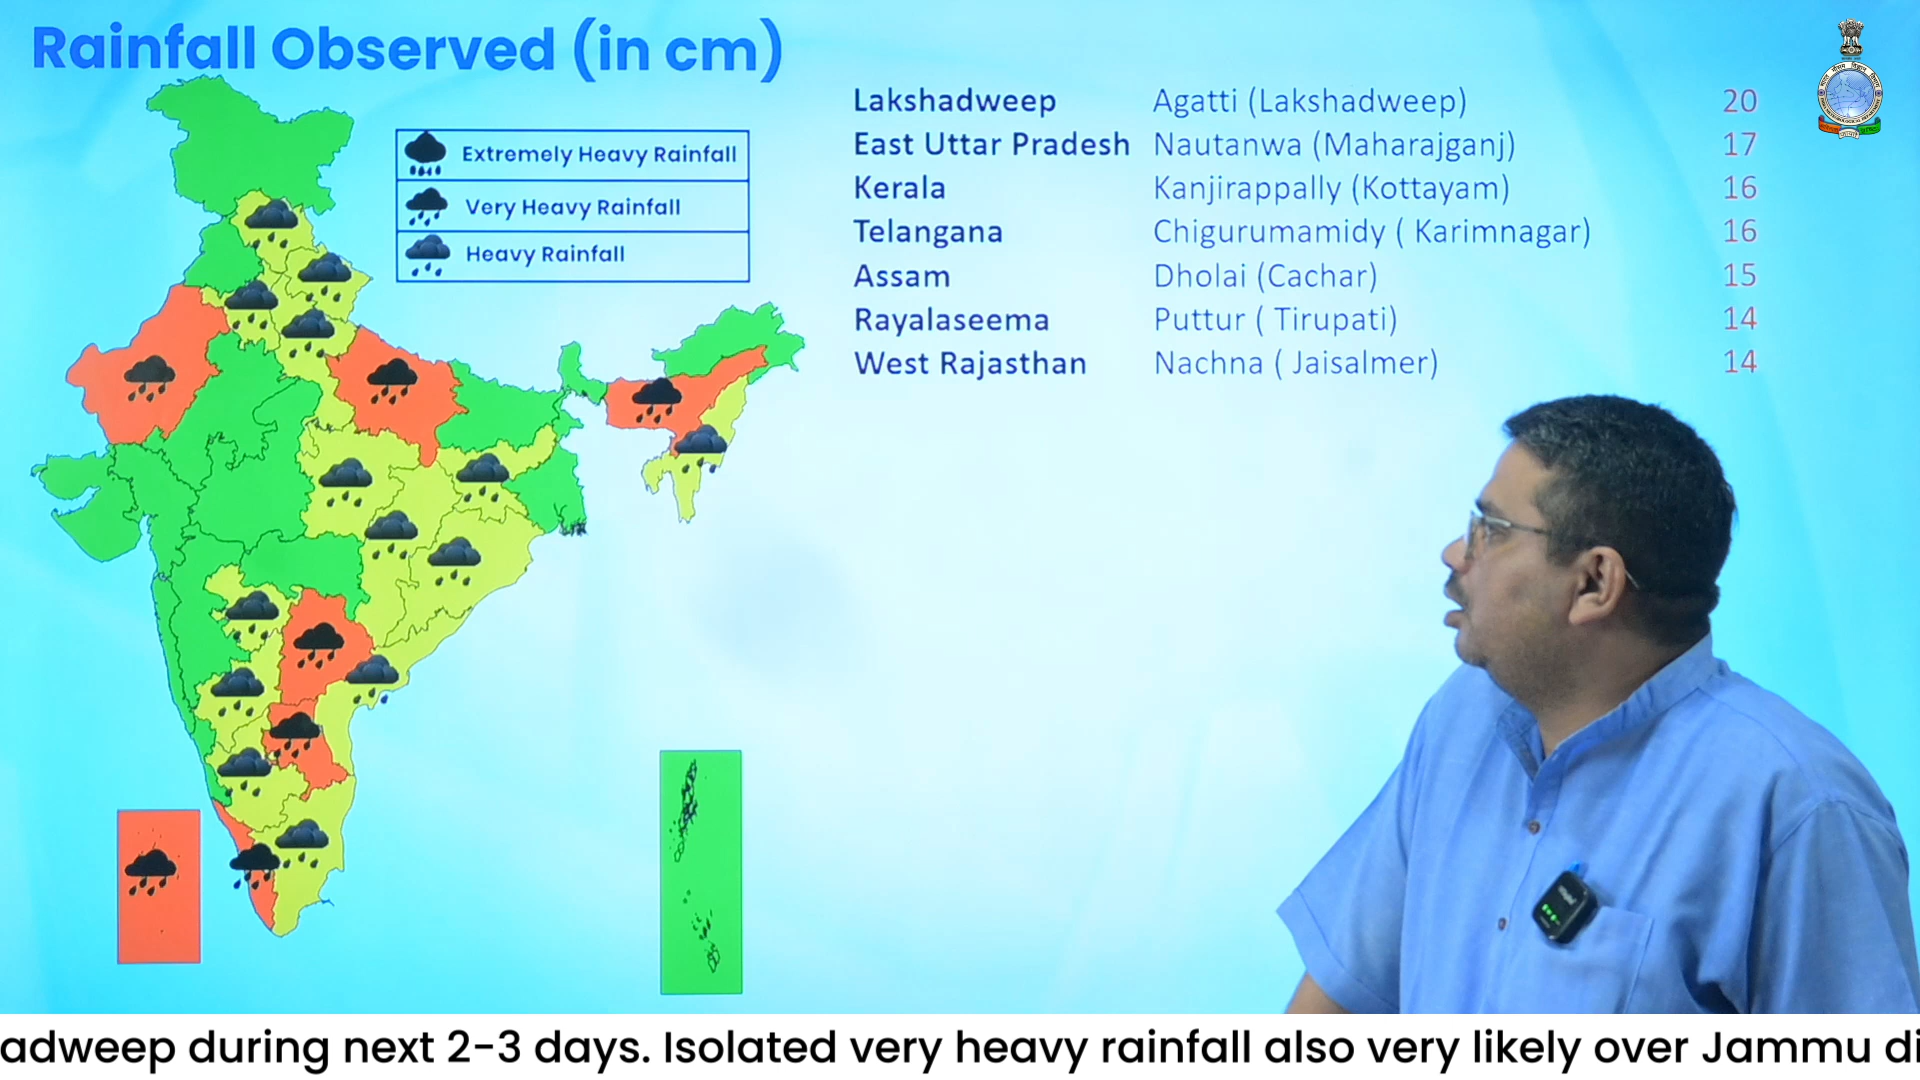 Rainfall Observed (in cm)
Extremely Heavy Rainfall
Very Heavy Rainfall
Heavy Rainfall
Lakshadweep Agatti (Lakshadweep) 20
East Uttar Pradesh Nautanwa (Maharajganj) 17
Kerala Kanjirappally (Kottayam) 16
Telangana Chigurumamidy ( Karimnagar) 16
Assam Dholai (Cachar) 15
Rayalaseema Puttur ( Tirupati) 14
West Rajasthan Nachna ( Jaisalmer) 14
adweep during next 2-3 days. Isolated very heavy rainfall also very likely over Jammu di